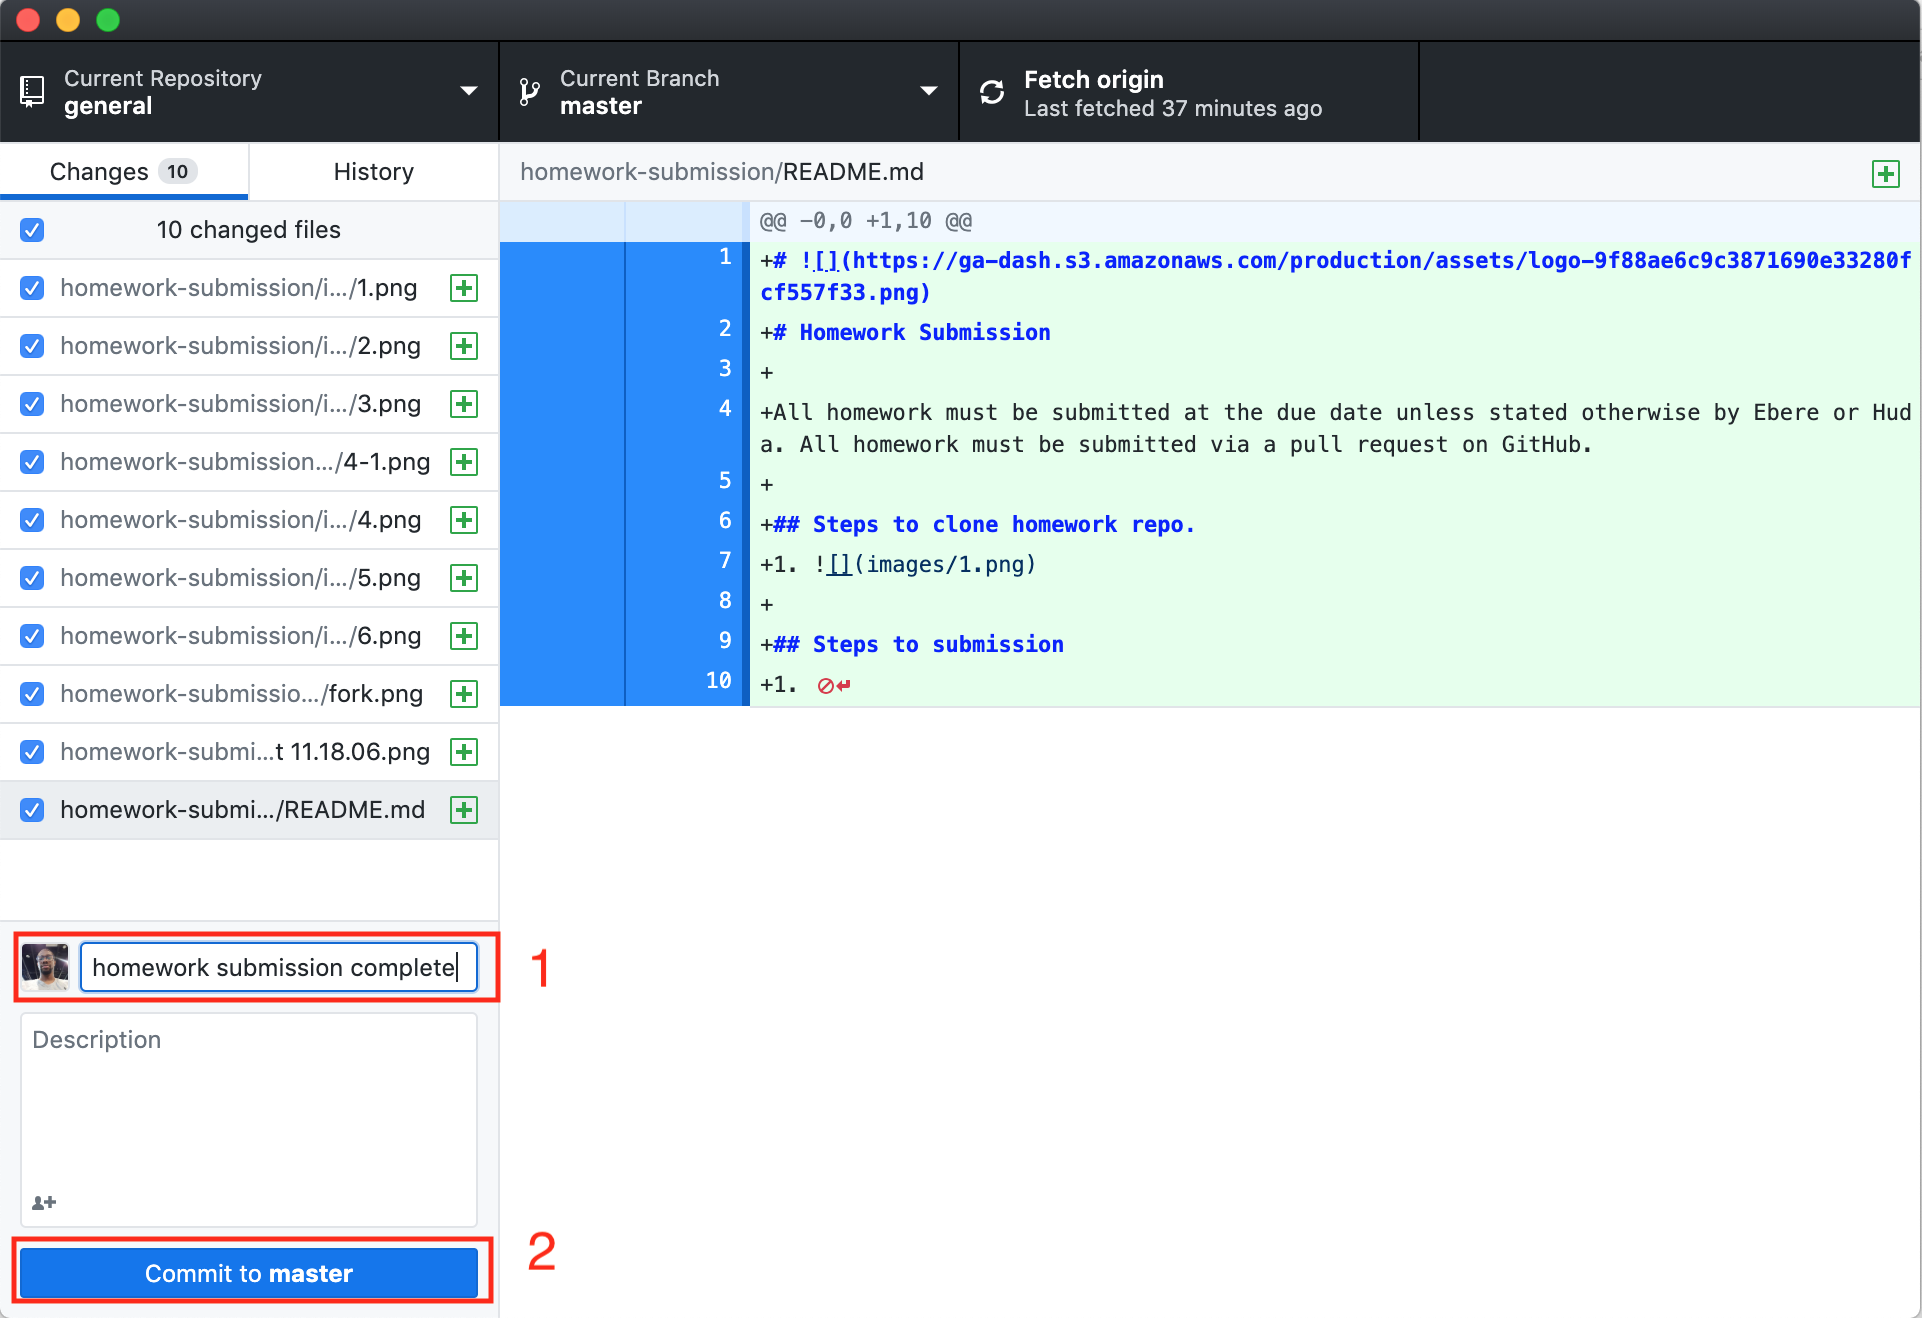 Current Repository
general
Current Branch
master
Fetch origin
Last fetched 37 minutes ago
Changes 10
History
homework-submission/README.md
10 changed files
homework-submission/i.../1.png
homework-submission/i.../2.png
homework-submission/i.../3.png
homework-submission.../4-1.png
homework-submission/i.../4.png
homework-submission/i.../5.png
homework-submission/i.../6.png
homework-submissio.../fork.png
homework-submi...t 11.18.06.png
homework-submi.../README.md
@@ -0,0 +1,10 @@
1 +# ![](https://ga-dash.s3.amazonaws.com/production/assets/logo-9f88ae6c9c3871690e33280f
cf557f33.png)
2 +# Homework Submission
3 +
4 +All homework must be submitted at the due date unless stated otherwise by Ebere or Hud
a. All homework must be submitted via a pull request on GitHub.
5 +
6 +## Steps to clone homework repo.
7 +1. ![](images/1.png)
8 +
9 +## Steps to submission
10 +1.
homework submission complete
1
Description
2
Commit to master